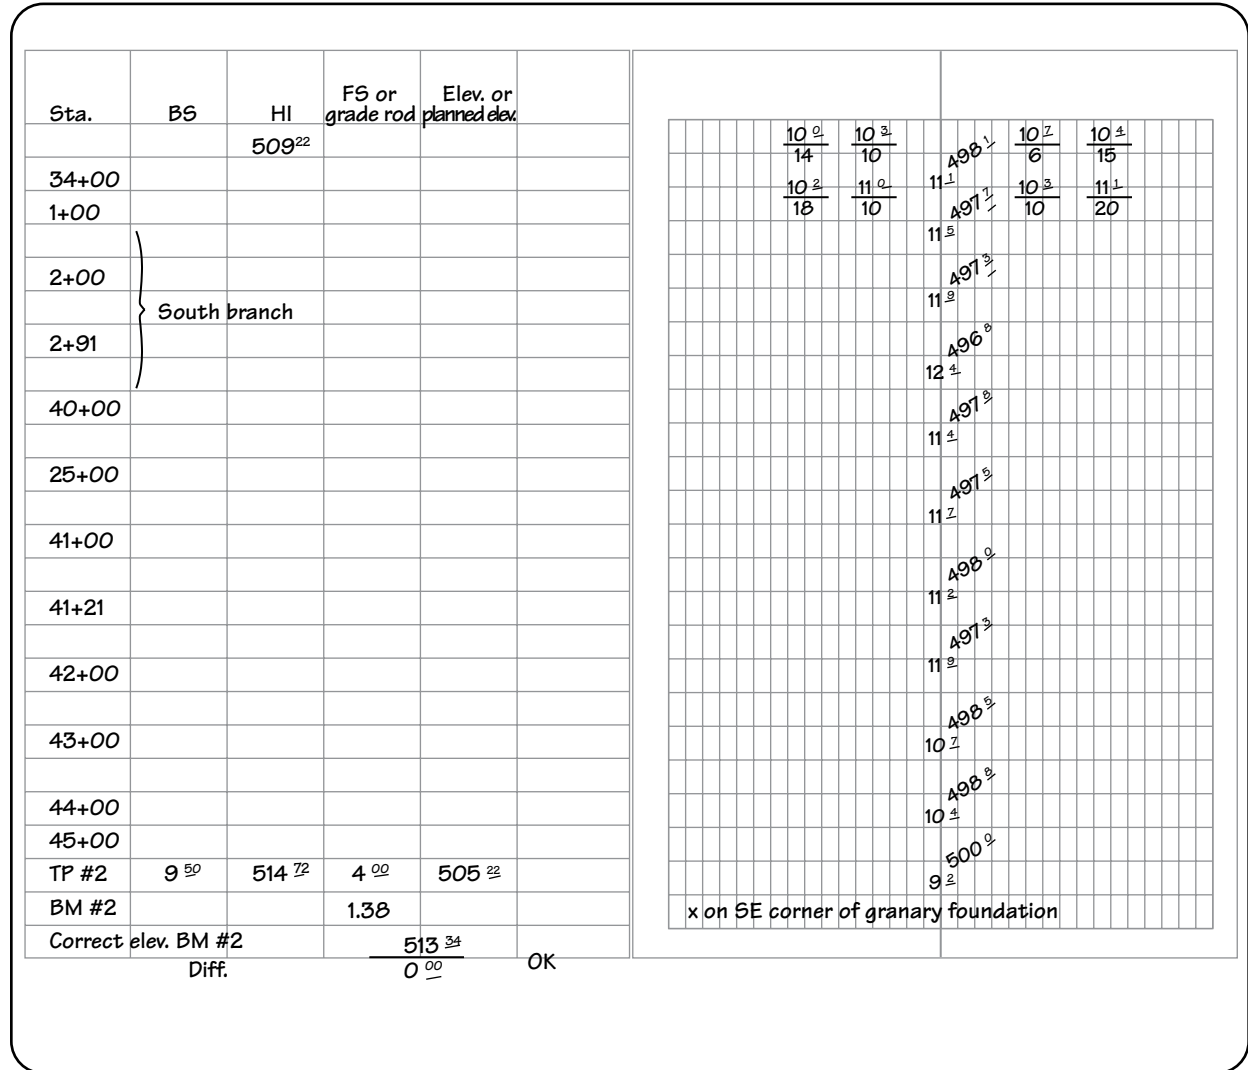 FS or Elev. or
Sta. BS HI grade rod planned elev.
509 22
34+00
1+00
2+00
South branch
2+91
40+00
25+00
41+00
41+21
42+00
43+00
44+00
45+00
TP #2 9 50 514 72 4 00 505 22
BM #2 1.38
Correct elev. BM #2 513 34
Diff. 0 00 OK
10 0 10 3 498 1 10 7 10 4
14 10 6 15
11 1
10 2 11 0 497 7 10 3 11 1
18 10 10 20
11 5
497 3
11 9
496 8
12 4
497 8
11 4
497 5
11 7
498 0
11 2
497 3
11 9
498 5
10 7
498 8
10 4
500 0
9 2
x on SE corner of granary foundation